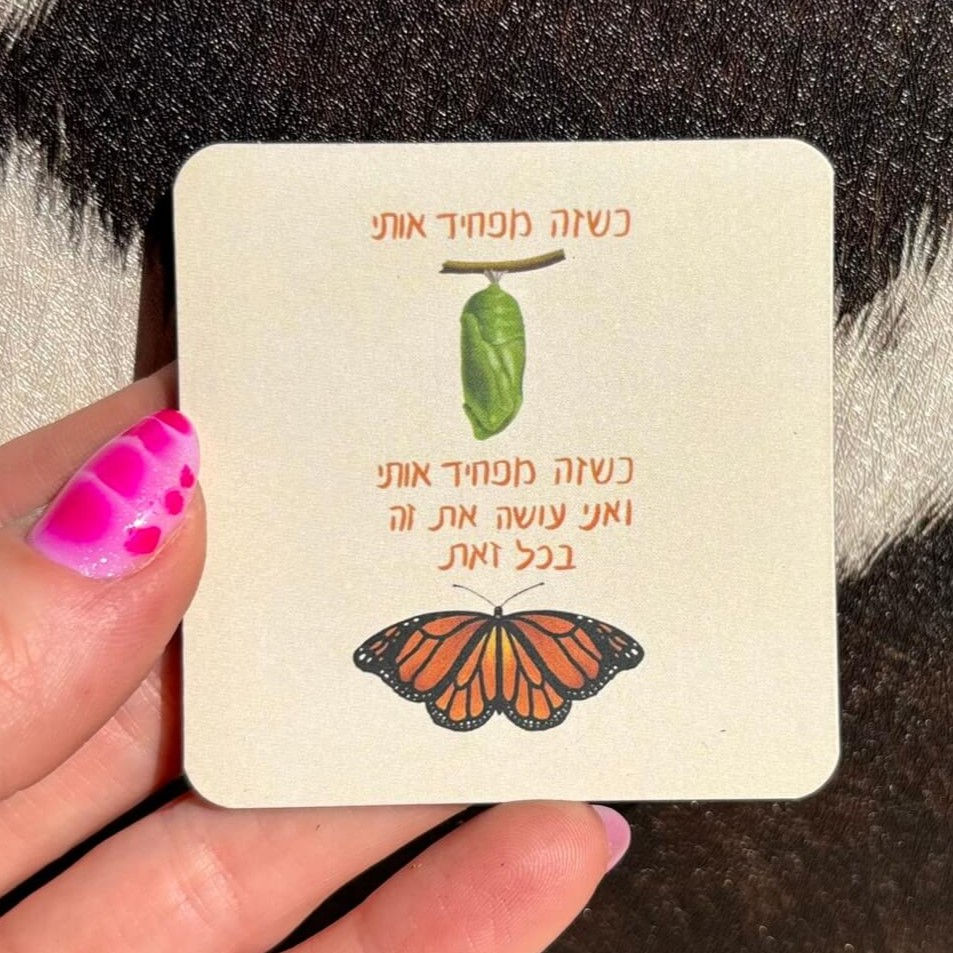 כשזה מפחיד אותי
כשזה מפחיד אותי
ואני עושה את זה
בכל זאת